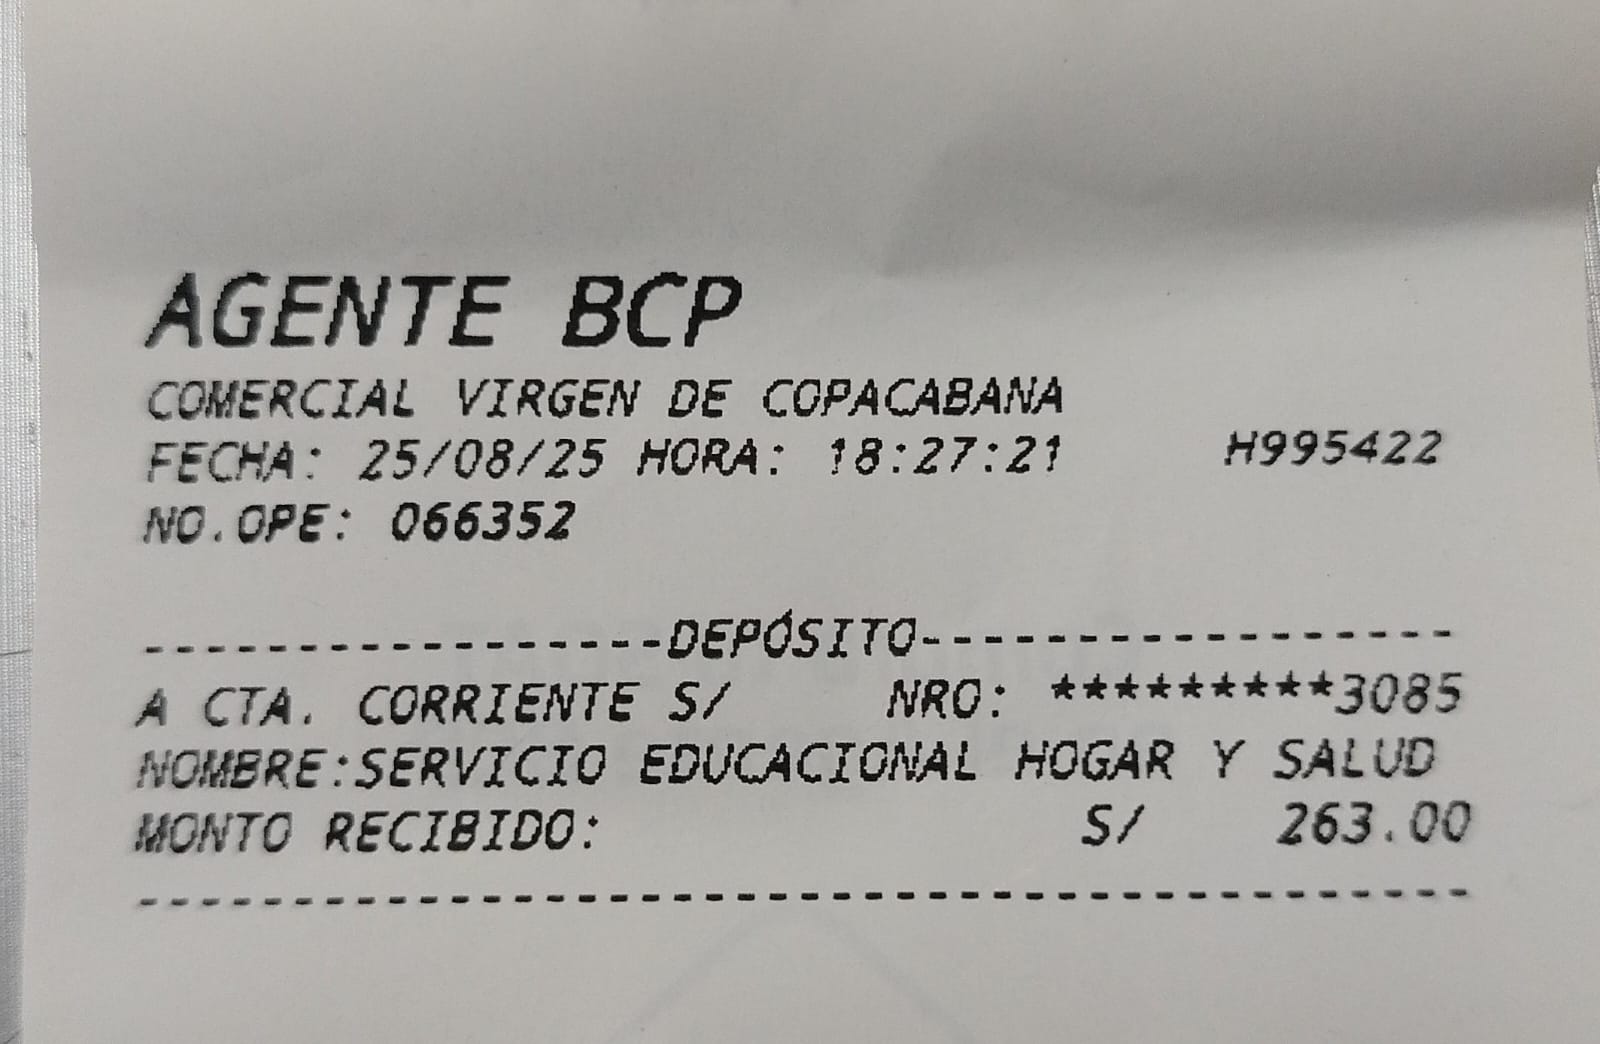 AGENTE BCP
COMERCIAL VIRGEN DE COPACABANA
FECHA: 25/08/25 HORA: 18:27:21 H995422
NO.OPE: 066352
-----------------DEPÓSITO-----------------
A CTA. CORRIENTE S/ NRO: *********3085
NOMBRE:SERVICIO EDUCACIONAL HOGAR Y SALUD
MONTO RECIBIDO: S/ 263.00
------------------------------------------